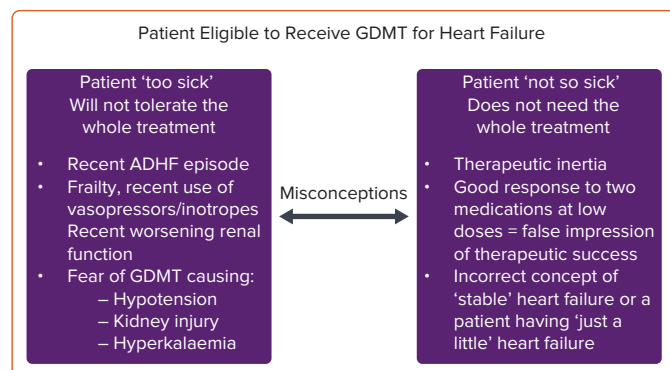 Patient Eligible to Receive GDMT for Heart Failure
Patient ‘too sick’
Will not tolerate the
whole treatment
• Recent ADHF episode
• Frailty, recent use of
vasopressors/inotropes
Recent worsening renal
function
• Fear of GDMT causing:
– Hypotension
– Kidney injury
– Hyperkalaemia
Misconceptions
Patient ‘not so sick’
Does not need the
whole treatment
• Therapeutic inertia
• Good response to two
medications at low
doses = false impression
of therapeutic success
• Incorrect concept of
‘stable’ heart failure or a
patient having ‘just a
little’ heart failure